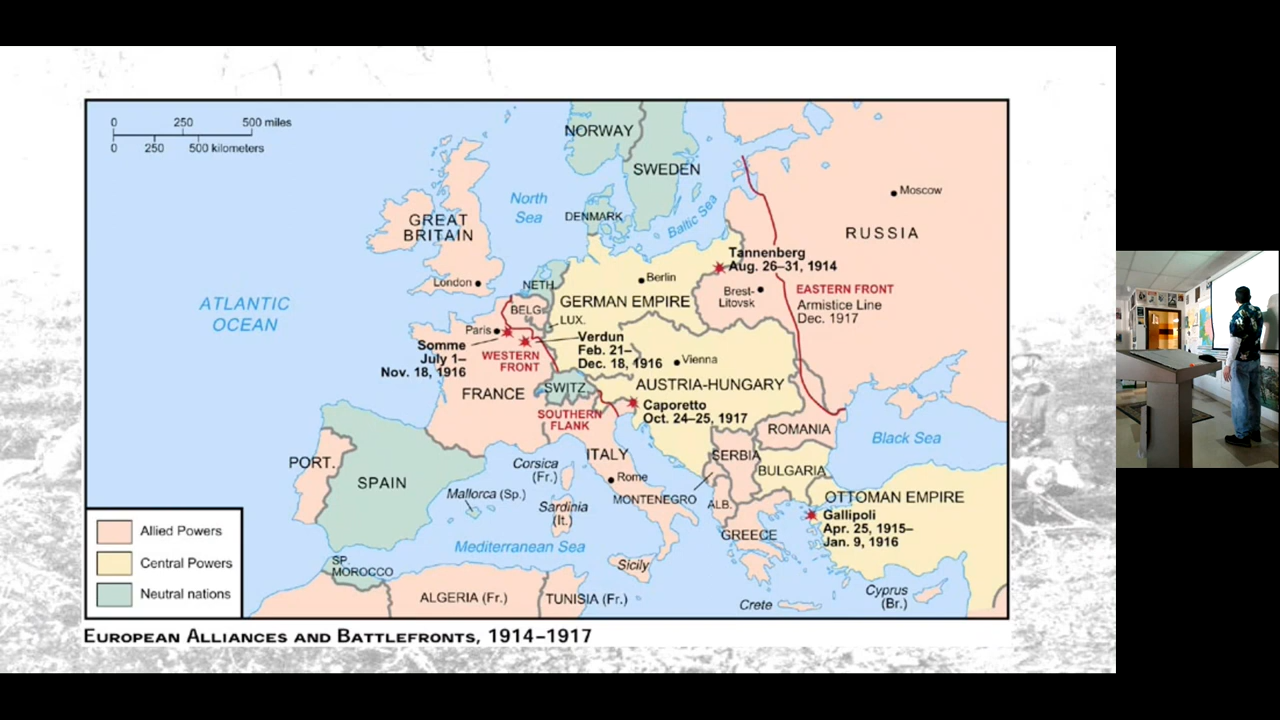 0 250 500 miles
0 250 500 kilometers
NORWAY
SWEDEN
North
Sea
DENMARK
Baltic Sea
Moscow
RUSSIA
GREAT
BRITAIN
London
ATLANTIC
OCEAN
NETH.
BELG.
LUX.
Berlin
GERMAN EMPIRE
Tannenberg
Aug. 26–31, 1914
Brest-
Litovsk
EASTERN FRONT
Armistice Line
Dec. 1917
Paris
Somme
July 1–
Nov. 18, 1916
WESTERN
FRONT
Verdun
Feb. 21–
Dec. 18, 1916
Vienna
AUSTRIA-HUNGARY
FRANCE
SWITZ.
SOUTHERN
FLANK
Caporetto
Oct. 24–25, 1917
ROMANIA
Black Sea
PORT.
SPAIN
Corsica
(Fr.)
ITALY
Rome
SERBIA
BULGARIA
MONTENEGRO
ALB.
Mallorca (Sp.)
Sardinia
(It.)
OTTOMAN EMPIRE
Gallipoli
Apr. 25, 1915–
Jan. 9, 1916
GREECE
Mediterranean Sea
Sicily
SP.
MOROCCO
ALGERIA (Fr.)
TUNISIA (Fr.)
Crete
Cyprus
(Br.)
Allied Powers
Central Powers
Neutral nations
EUROPEAN ALLIANCES AND BATTLEFRONTS, 1914–1917